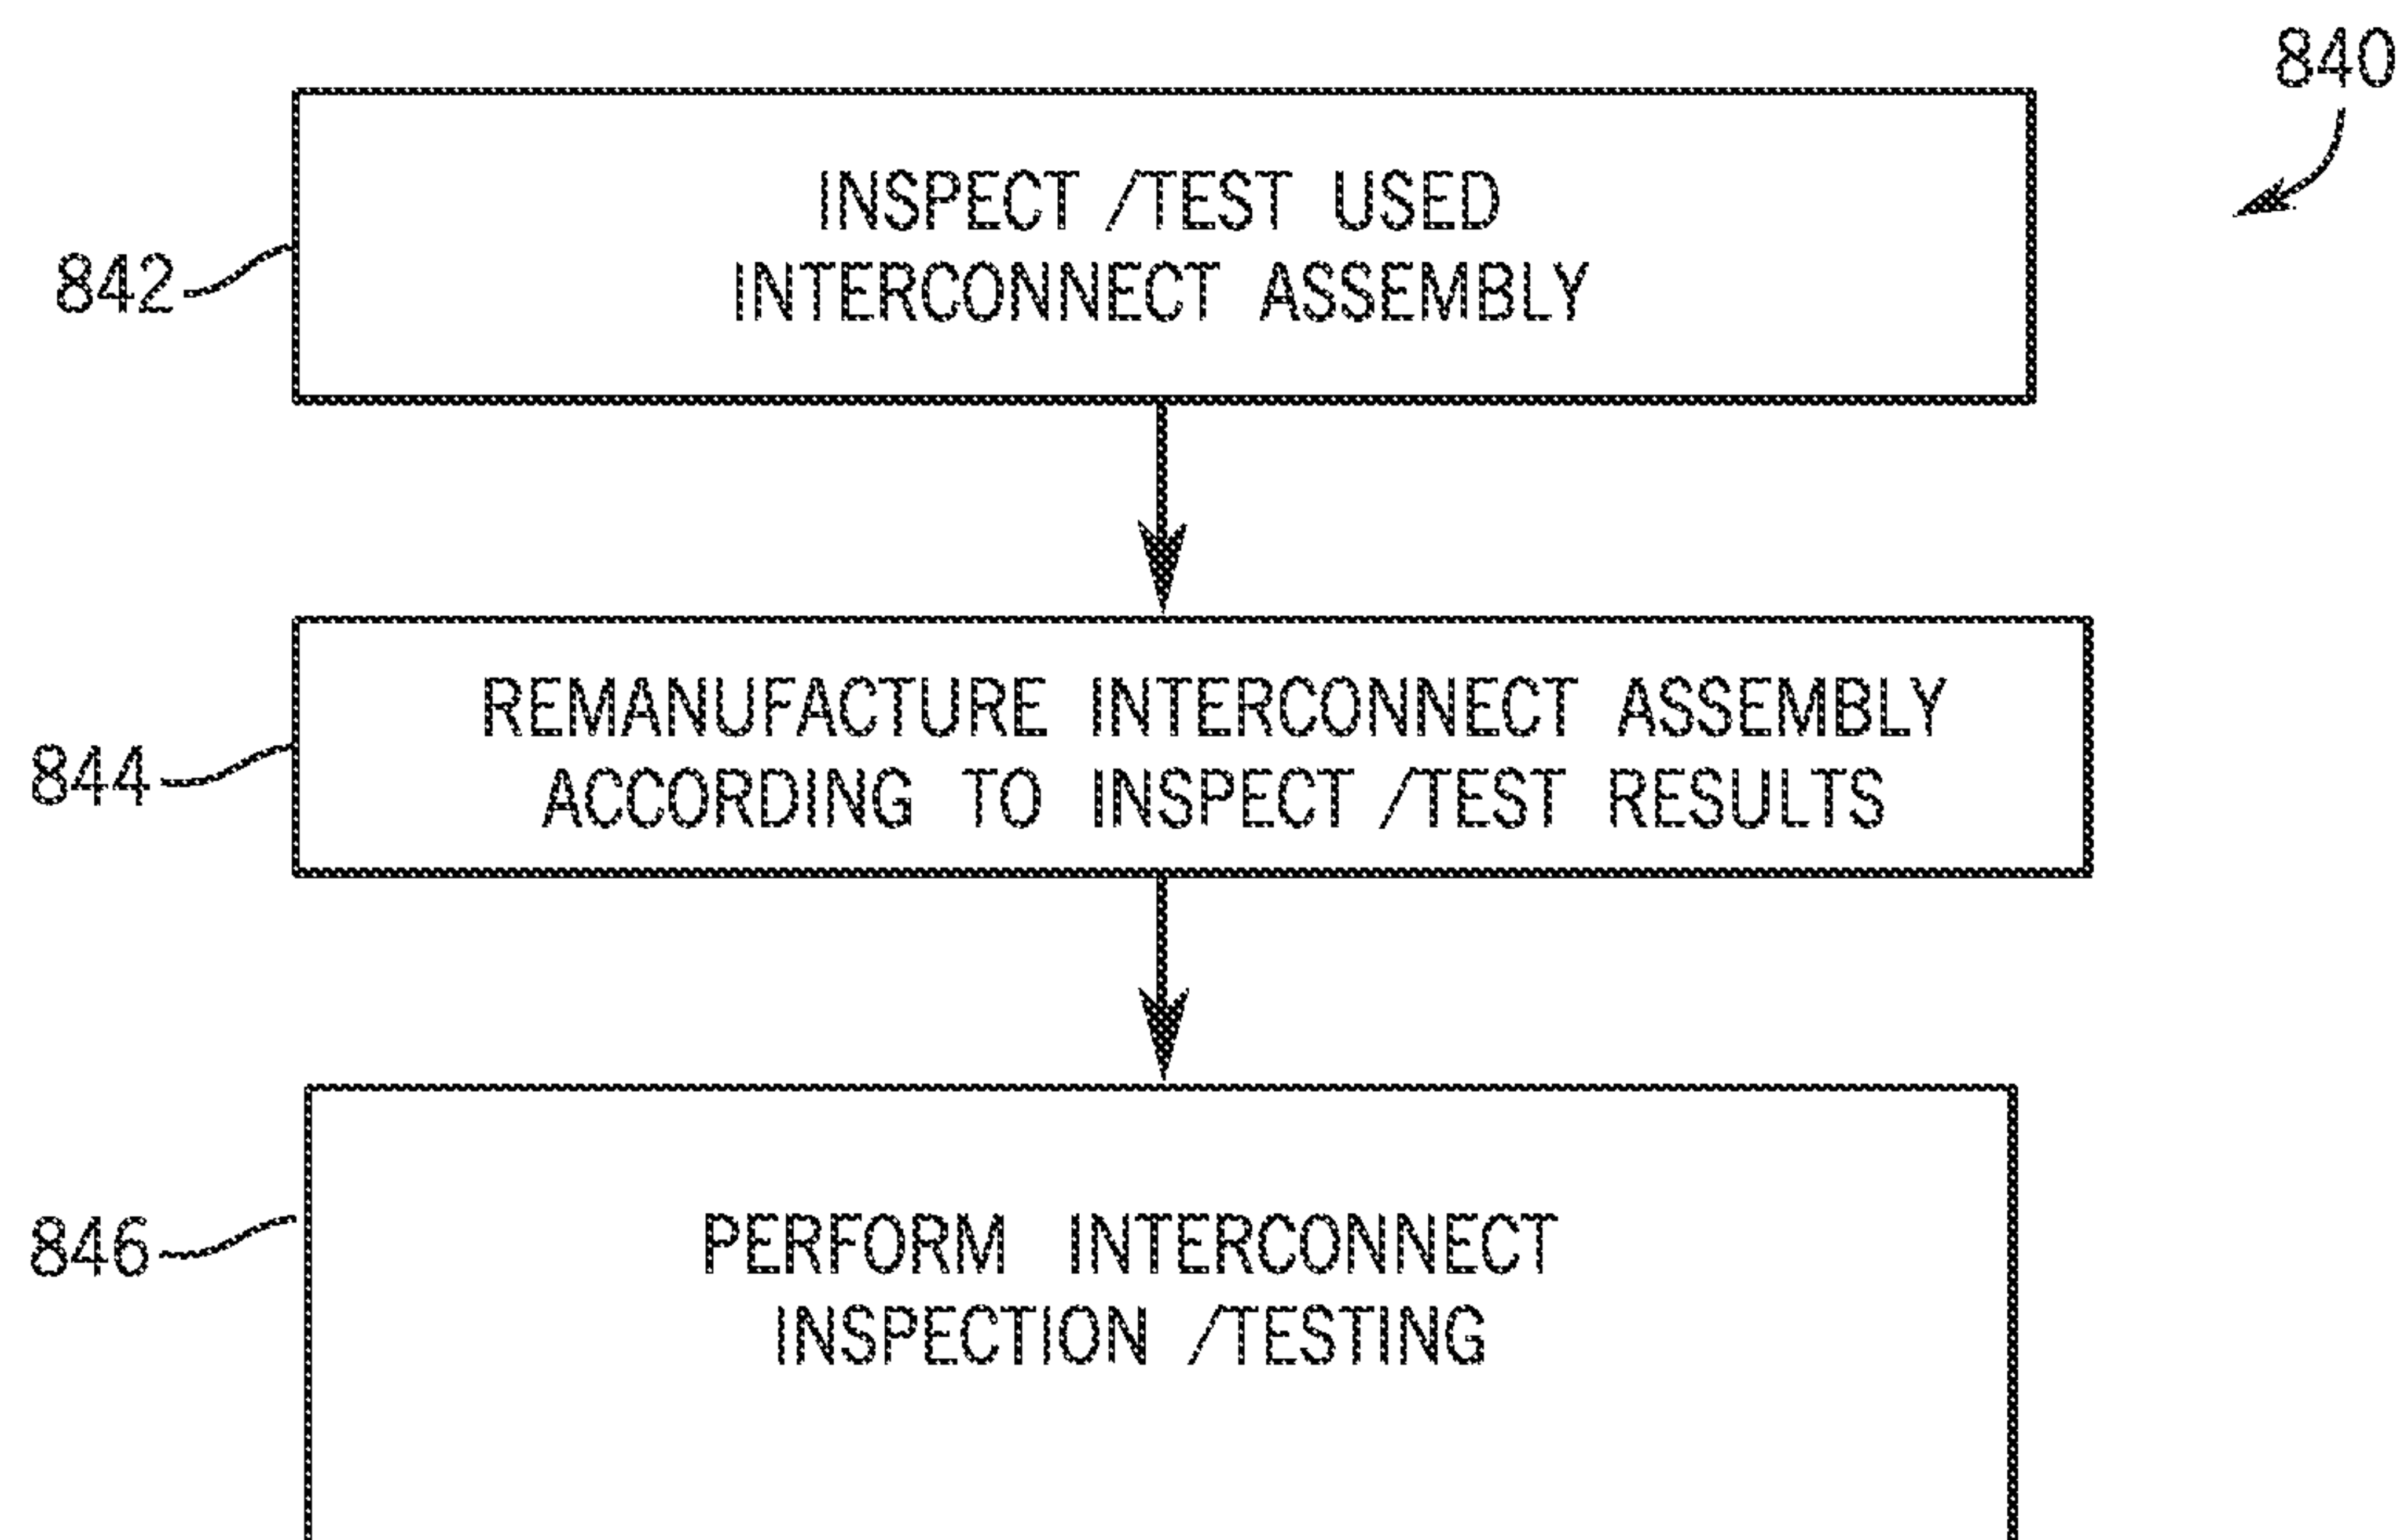 840
INSPECT /TEST USED
INTERCONNECT ASSEMBLY
842
REMANUFACTURE INTERCONNECT ASSEMBLY
ACCORDING TO INSPECT /TEST RESULTS
844
PERFORM INTERCONNECT
INSPECTION /TESTING
846